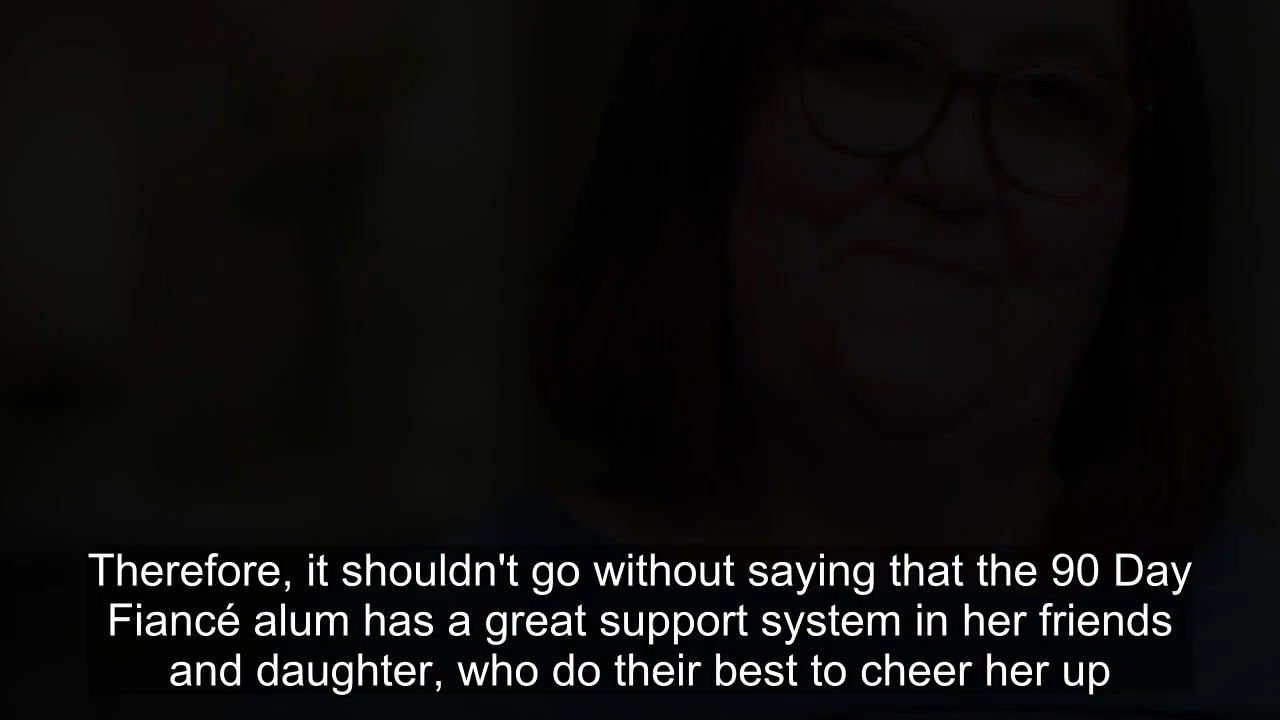 Therefore, it shouldn't go without saying that the 90 Day
Fiancé alum has a great support system in her friends
and daughter, who do their best to cheer her up